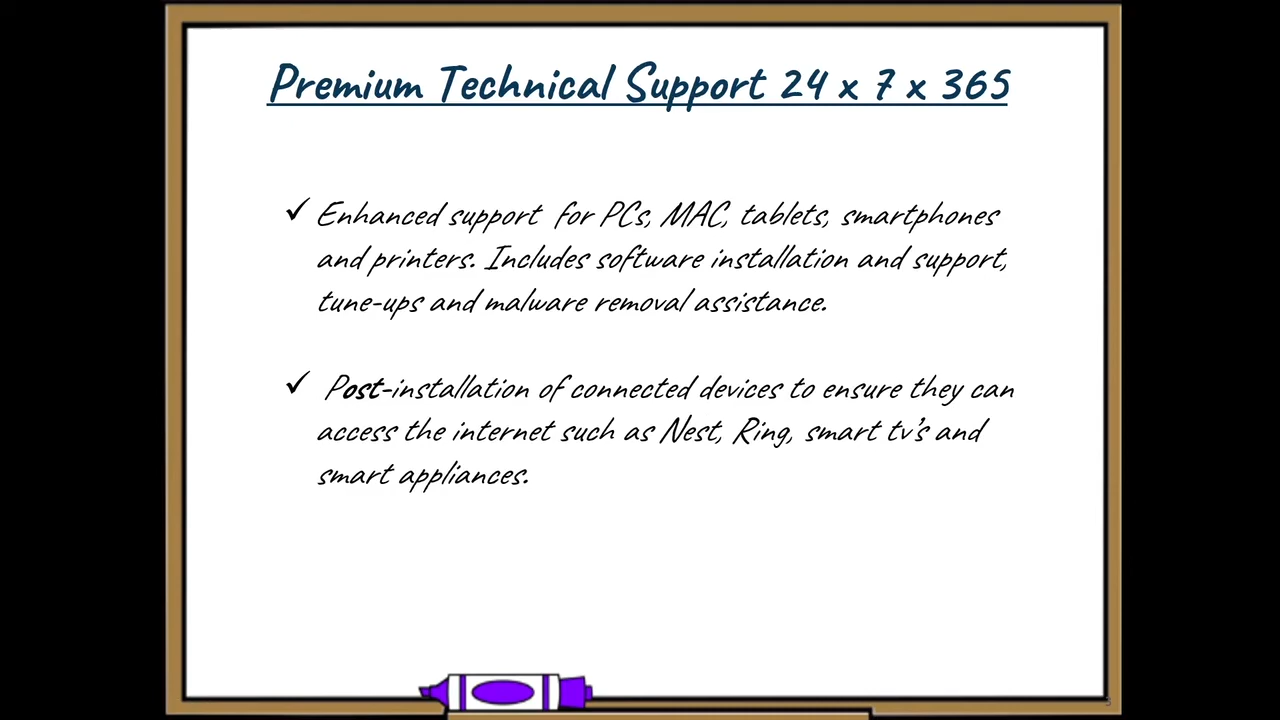 Premium Technical Support 24 x 7 x 365
✓ Enhanced support for PCs, MAC, tablets, smartphones
and printers. Includes software installation and support,
tune-ups and malware removal assistance.
✓ Post-installation of connected devices to ensure they can
access the internet such as Nest, Ring, smart tv's and
smart appliances.